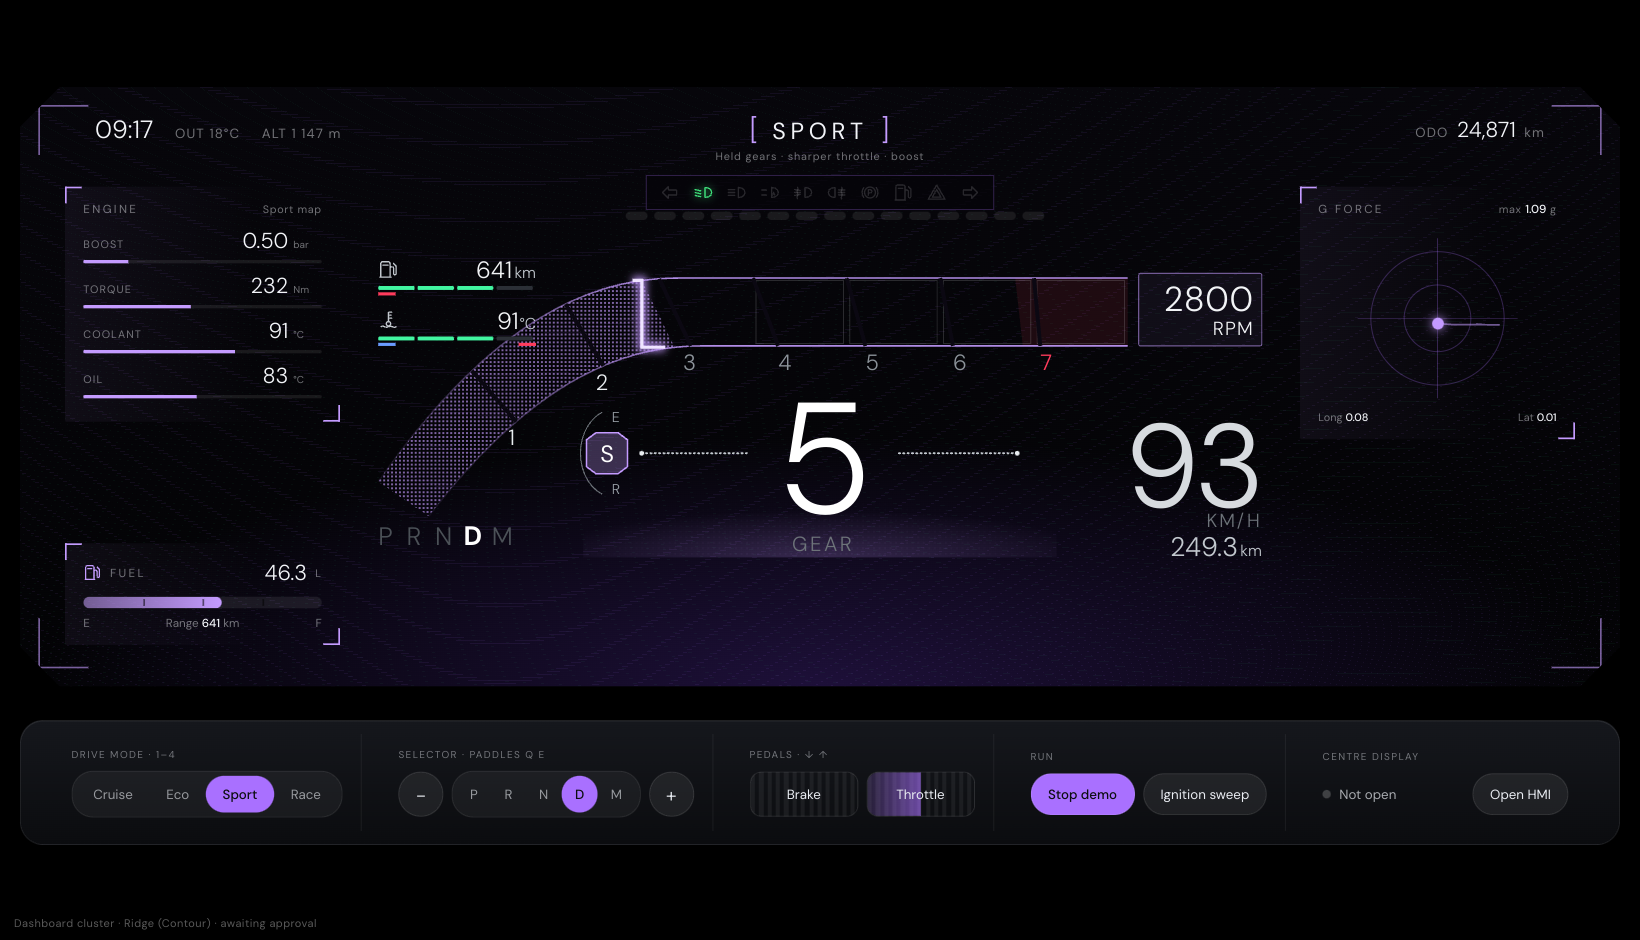 09:17 OUT 18°C ALT 1 147 m
[ SPORT ]
Held gears · sharper throttle · boost
ODO 24,871 km
ENGINE Sport map
BOOST 0.50 bar
TORQUE 232 Nm
COOLANT 91 °C
OIL 83 °C
641 km
91 °C
2800
RPM
1 2 3 4 5 6 7
G FORCE max 1.09 g
Long 0.08 Lat 0.01
E
S
R
5
GEAR
93
KM/H
249.3 km
P R N D M
FUEL 46.3 L
E Range 641 km F
DRIVE MODE · 1–4
Cruise Eco Sport Race
SELECTOR · PADDLES Q E
– P R N D M +
PEDALS · ↓ ↑
Brake Throttle
RUN
Stop demo Ignition sweep
CENTRE DISPLAY
Not open Open HMI
Dashboard cluster · Ridge (Contour) · awaiting approval